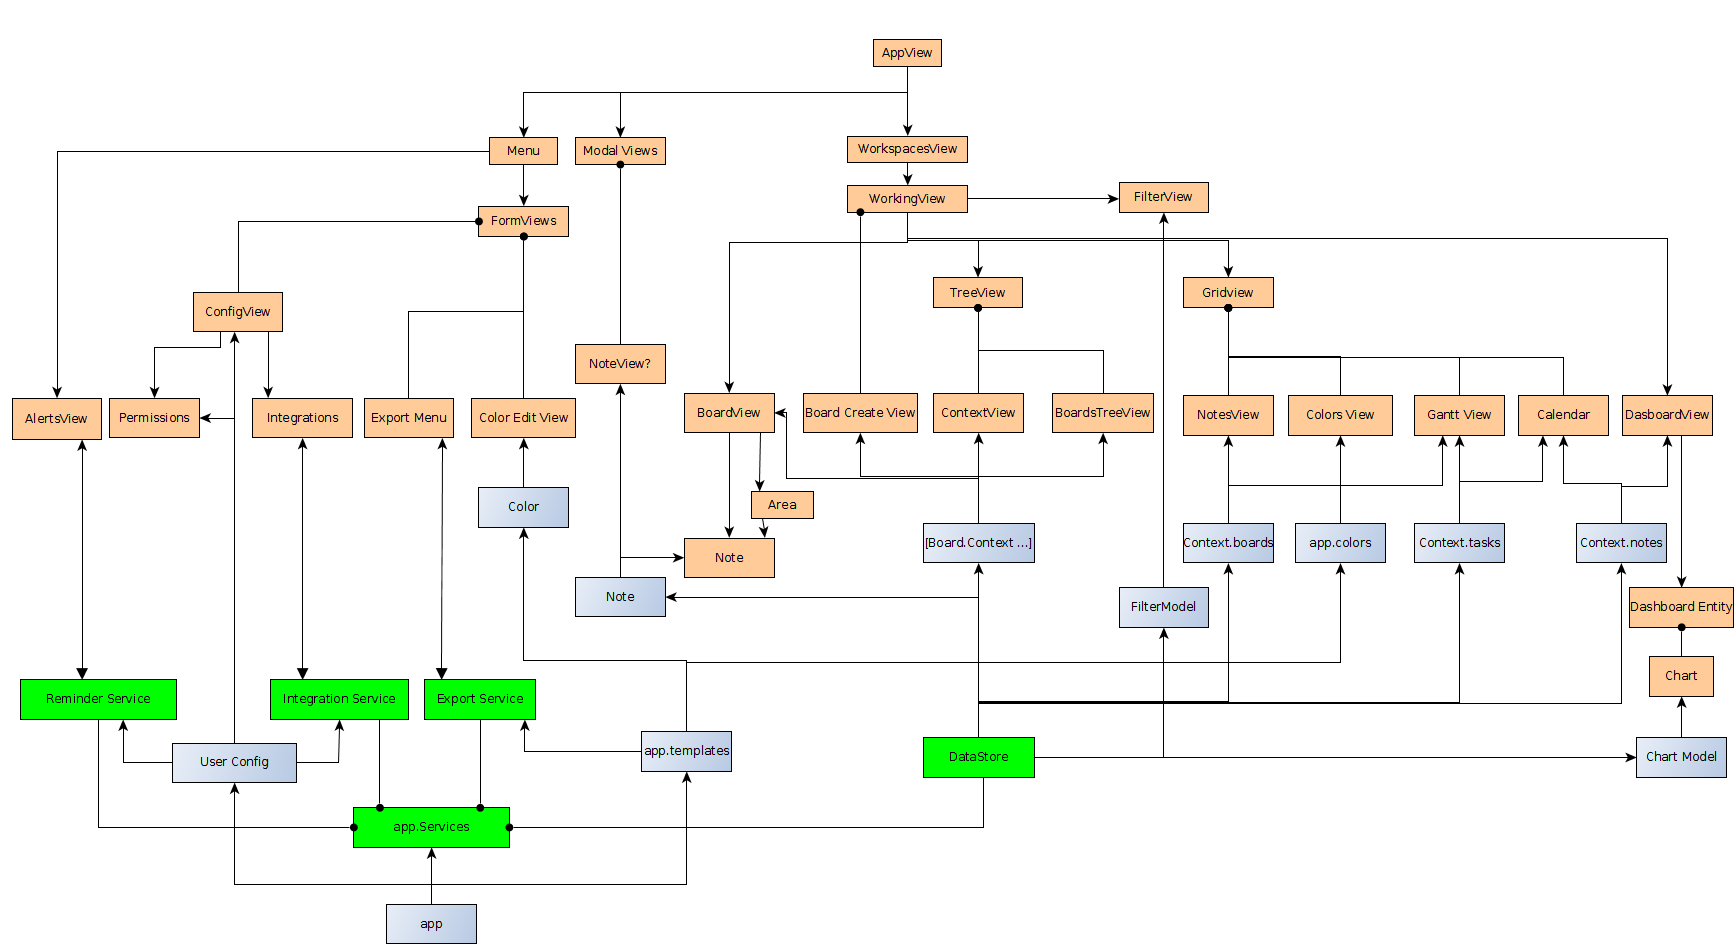 AppView
Menu
Modal Views
WorkspacesView
WorkingView
FilterView
FormViews
TreeView
Gridview
ConfigView
NoteView?
AlertsView
Permissions
Integrations
Export Menu
Color Edit View
BoardView
Board Create View
ContextView
BoardsTreeView
NotesView
Colors View
Gantt View
Calendar
DasboardView
Color
Area
[Board.Context ...]
Context.boards
app.colors
Context.tasks
Context.notes
Note
Note
FilterModel
Dashboard Entity
Chart
Reminder Service
Integration Service
Export Service
User Config
app.templates
DataStore
Chart Model
app.Services
app